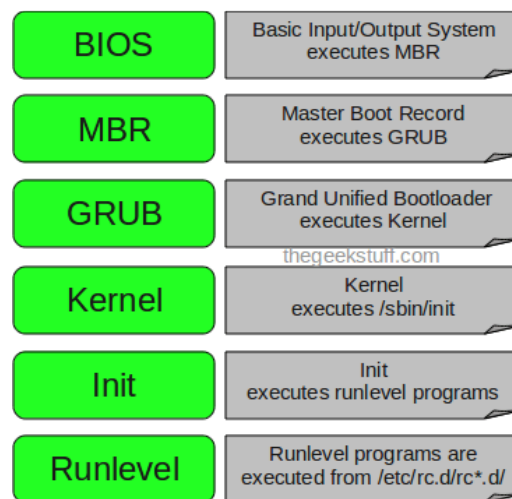 BIOS
Basic Input/Output System
executes MBR
MBR
Master Boot Record
executes GRUB
GRUB
Grand Unified Bootloader
executes Kernel
thegeekstuff.com
Kernel
Kernel
executes /sbin/init
Init
Init
executes runlevel programs
Runlevel
Runlevel programs are
executed from /etc/rc.d/rc*.d/